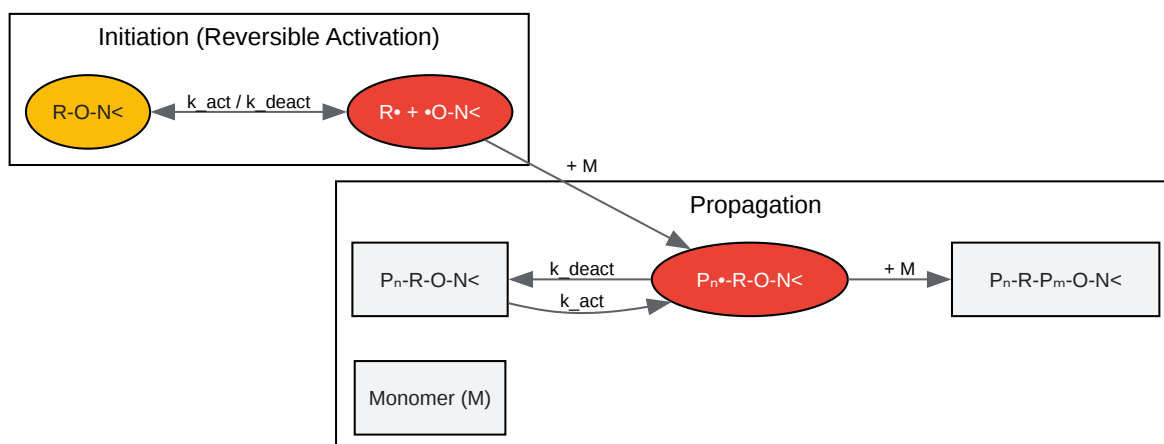 Initiation (Reversible Activation)
R-O-N<
k_act / k_deact
R• + •O-N<
+ M
Propagation
Pₙ-R-O-N<
k_deact
k_act
Pₙ•-R-O-N<
+ M
Pₙ-R-Pₘ-O-N<
Monomer (M)